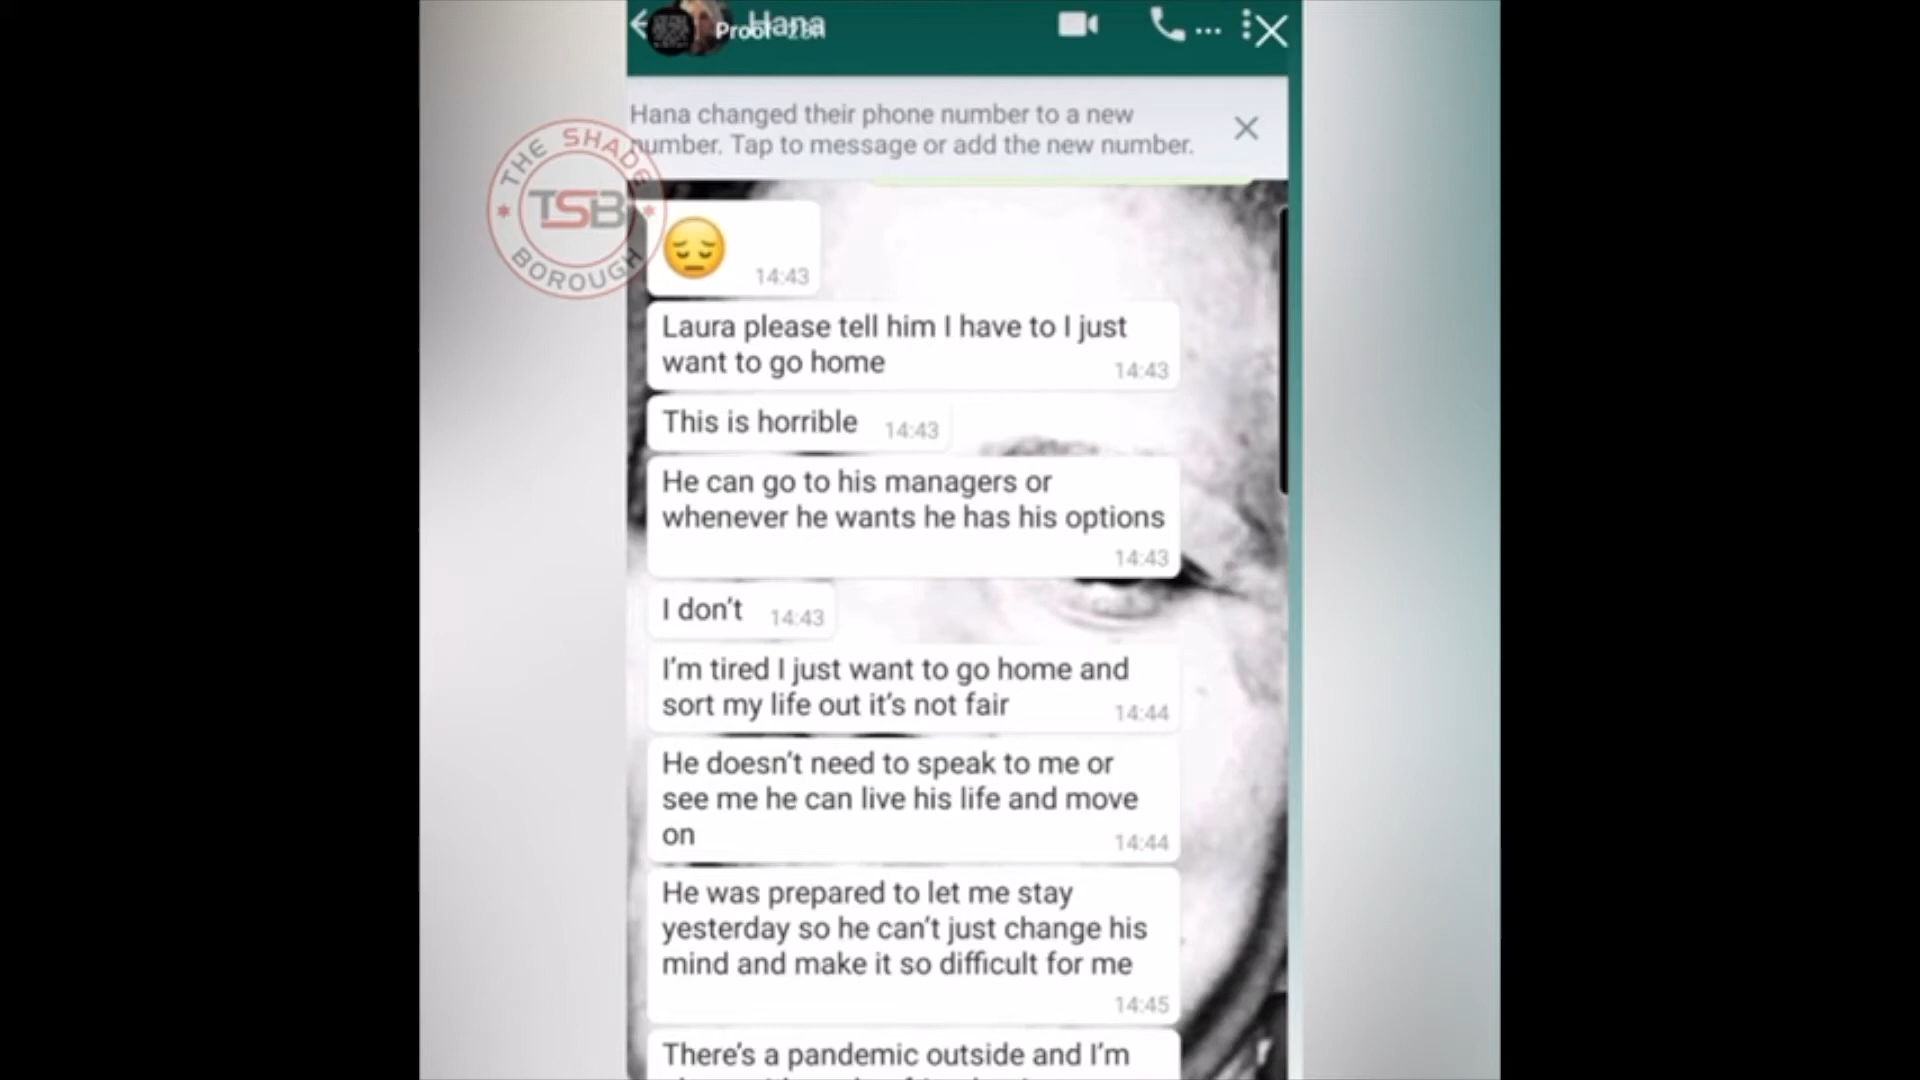 Hana
Proof 23h
Hana changed their phone number to a new
number. Tap to message or add the new number.
THE SHADE
TSB
BOROUGH
14:43
Laura please tell him I have to I just
want to go home
14:43
This is horrible 14:43
He can go to his managers or
whenever he wants he has his options
14:43
I don't 14:43
I'm tired I just want to go home and
sort my life out it's not fair
14:44
He doesn't need to speak to me or
see me he can live his life and move
on
14:44
He was prepared to let me stay
yesterday so he can't just change his
mind and make it so difficult for me
14:45
There's a pandemic outside and I'm